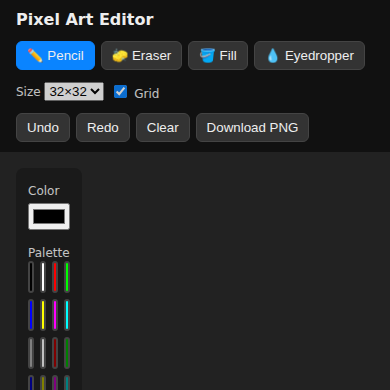 Pixel Art Editor
✏️ Pencil
🧽 Eraser
🪣 Fill
💧 Eyedropper
Size 32×32 Grid
Undo
Redo
Clear
Download PNG
Color
Palette